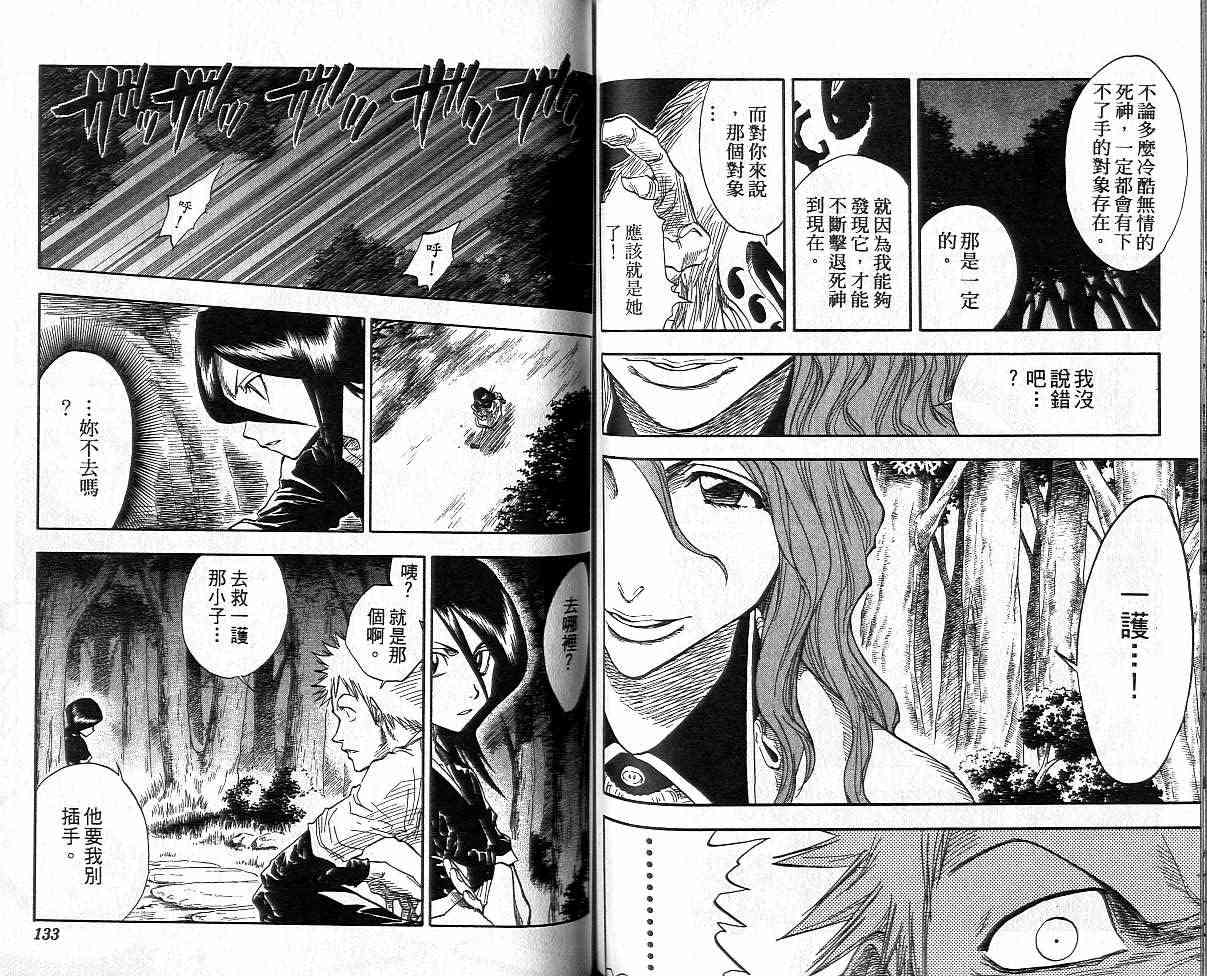 不論多麼冷酷無情的
死神，一定都會有下
不了手的對象存在。
那是一定
的。
就因為我能夠
發現它，才能
不斷擊退死神
到現在。
而對你來說
，那個對象
…
應該就是她
了！
我沒
說錯
吧…
？
一護……！
………
ザザッザッザッザッ
呼！
呼！
…妳不去嗎
？
去哪裡？
咦？
就是那
個啊。
去救一護
那小子…
他要我別
插手。
133